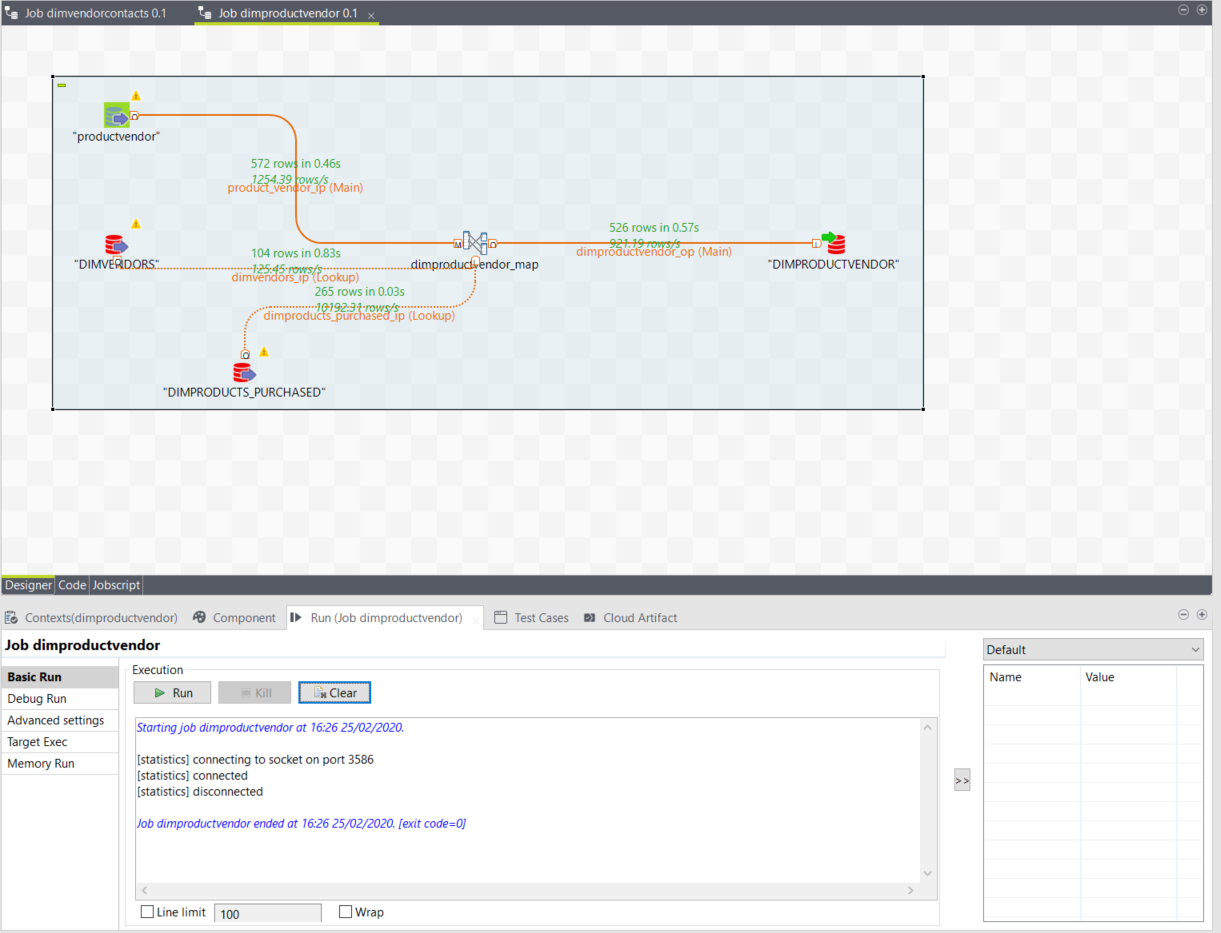 Job dimvendorcontacts 0.1
Job dimproductvendor 0.1
"productvendor"
572 rows in 0.46s
1254.39 rows/s
product_vendor_ip (Main)
"DIMVENDORS"
104 rows in 0.83s
125.45 rows/s
dimvendors_ip (Lookup)
265 rows in 0.03s
10192.31 rows/s
dimproducts_purchased_ip (Lookup)
dimproductvendor_map
526 rows in 0.57s
921.19 rows/s
dimproductvendor_op (Main)
"DIMPRODUCTVENDOR"
"DIMPRODUCTS_PURCHASED"
Designer Code Jobscript
Contexts(dimproductvendor) Component Run (Job dimproductvendor) Test Cases Cloud Artifact
Job dimproductvendor
Basic Run
Debug Run
Advanced settings
Target Exec
Memory Run
Execution
Run Kill Clear
Starting job dimproductvendor at 16:26 25/02/2020.
[statistics] connecting to socket on port 3586
[statistics] connected
[statistics] disconnected
Job dimproductvendor ended at 16:26 25/02/2020. [exit code=0]
Line limit 100 Wrap
>>
Default
Name Value